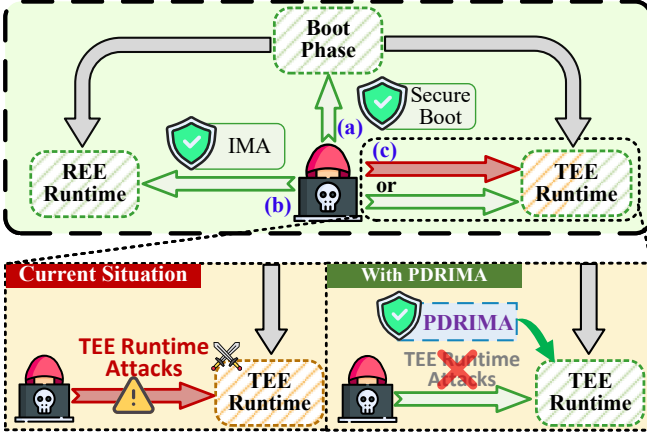 Boot
Phase
Secure
Boot
(a)
IMA
(c)
REE
Runtime
or
TEE
Runtime
(b)
Current Situation
With PDRIMA
PDRIMA
TEE Runtime
Attacks
TEE
Runtime
TEE Runtime
Attacks
TEE
Runtime